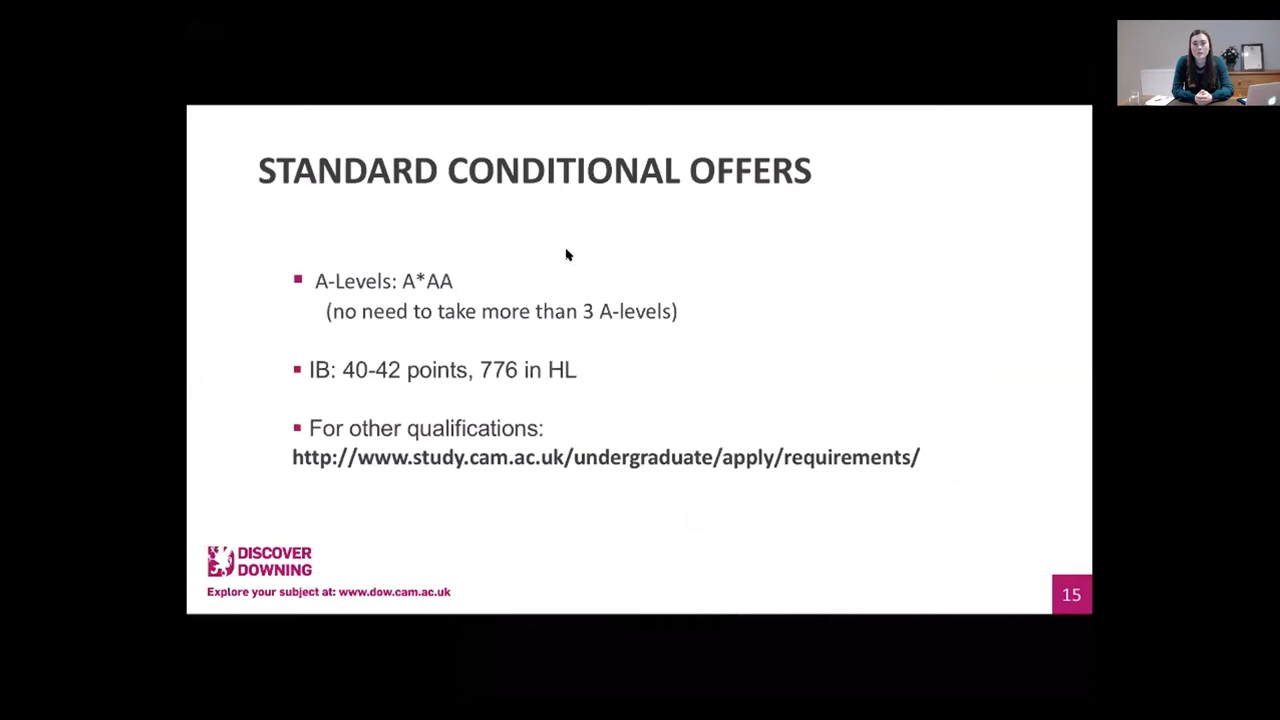 STANDARD CONDITIONAL OFFERS
A-Levels: A*AA
(no need to take more than 3 A-levels)
IB: 40-42 points, 776 in HL
For other qualifications:
http://www.study.cam.ac.uk/undergraduate/apply/requirements/
DISCOVER
DOWNING
Explore your subject at: www.dow.cam.ac.uk
15